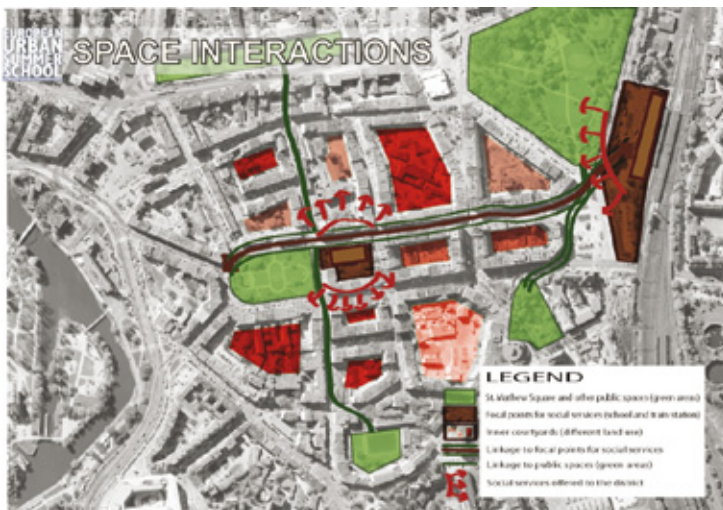 EUROPEAN
URBAN
SUMMER
SCHOOL
SPACE INTERACTIONS
LEGEND
St. Mathew Square and other public spaces (green areas)
Focal points for social services (school and train station)
Inner courtyards (different land use)
Linkage to focal points for social services
Linkage to public spaces (green areas)
Social services offered to the district